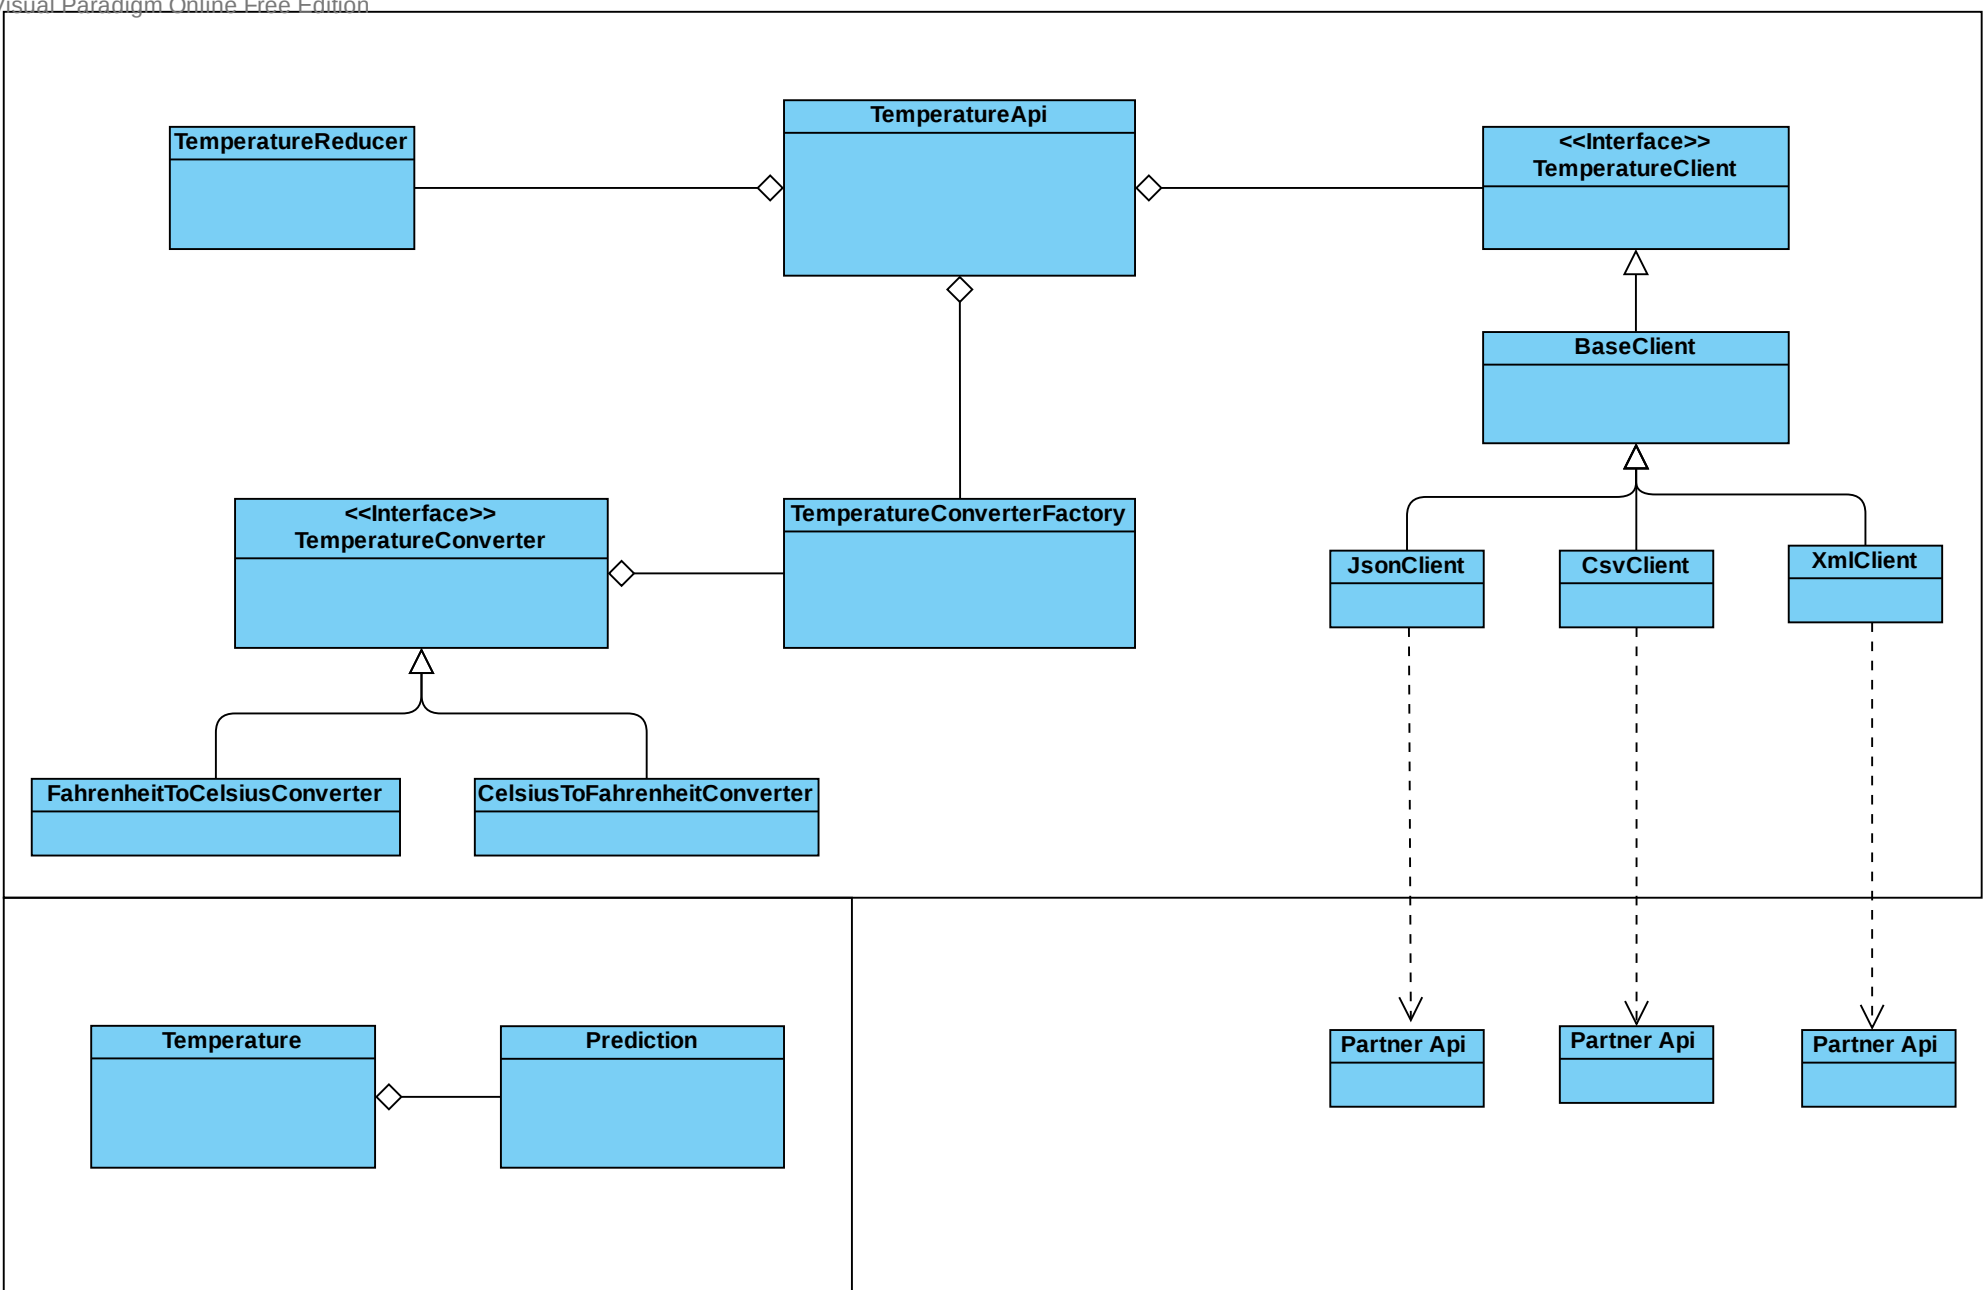 Visual Paradigm Online Free Edition
TemperatureApi
TemperatureReducer
<<Interface>>
TemperatureClient
BaseClient
<<Interface>>
TemperatureConverter
TemperatureConverterFactory
JsonClient
CsvClient
XmlClient
FahrenheitToCelsiusConverter
CelsiusToFahrenheitConverter
Temperature
Prediction
Partner Api
Partner Api
Partner Api